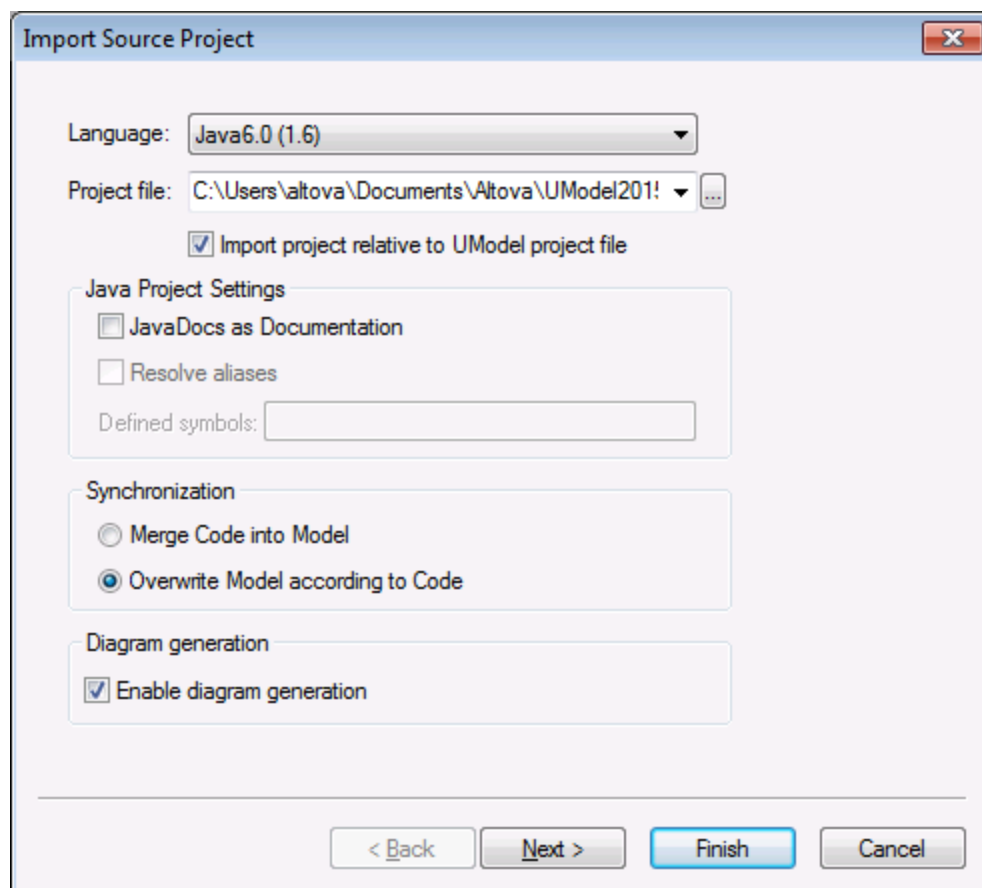 Import Source Project
Language: Java6.0 (1.6)
Project file: C:\Users\altova\Documents\Altova\UModel201 ...
Import project relative to UModel project file
Java Project Settings
JavaDocs as Documentation
Resolve aliases
Defined symbols:
Synchronization
Merge Code into Model
Overwrite Model according to Code
Diagram generation
Enable diagram generation
< Back Next > Finish Cancel